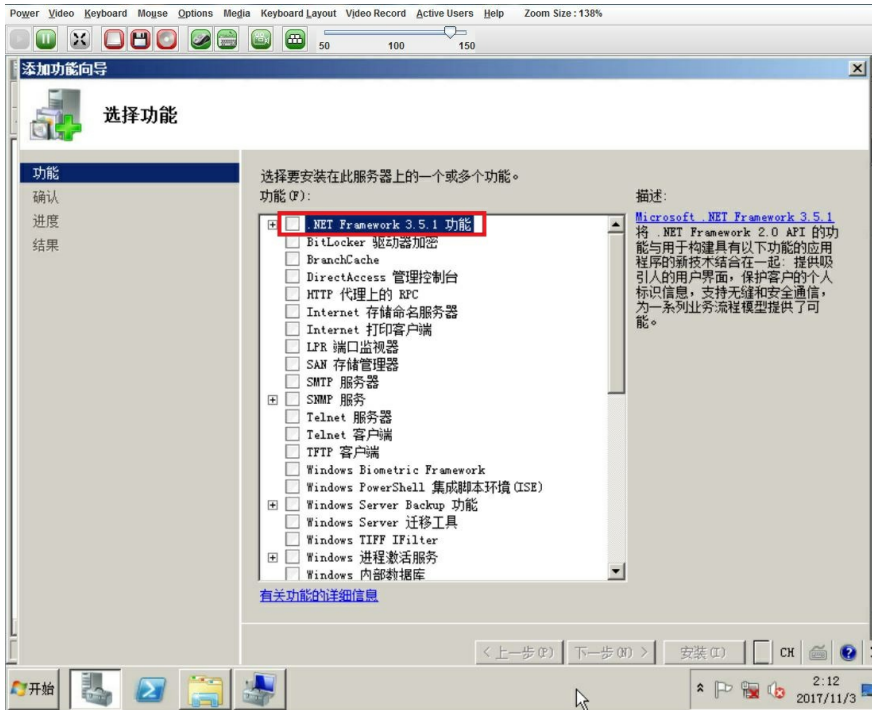 Power Video Keyboard Mouse Options Media Keyboard Layout Video Record Active Users Help Zoom Size : 138%
50 100 150
添加功能向导
选择功能
功能
确认
进度
结果
选择要安装在此服务器上的一个或多个功能。
功能(F):
.NET Framework 3.5.1 功能
BitLocker 驱动器加密
BranchCache
DirectAccess 管理控制台
HTTP 代理上的 RPC
Internet 存储命名服务器
Internet 打印客户端
LPR 端口监视器
SAN 存储管理器
SMTP 服务器
SNMP 服务
Telnet 服务器
Telnet 客户端
TFTP 客户端
Windows Biometric Framework
Windows PowerShell 集成脚本环境(ISE)
Windows Server Backup 功能
Windows Server 迁移工具
Windows TIFF IFilter
Windows 进程激活服务
Windows 内部数据库
有关功能的详细信息
描述:
Microsoft .NET Framework 3.5.1
将 .NET Framework 2.0 API 的功
能与用于构建具有以下功能的应用
程序的新技术结合在一起: 提供吸
引人的用户界面，保护客户的个人
标识信息，支持无缝和安全通信，
为一系列业务流程模型提供了可
能。
< 上一步(P) 下一步(N) > 安装(I) CH
开始
2:12
2017/11/3